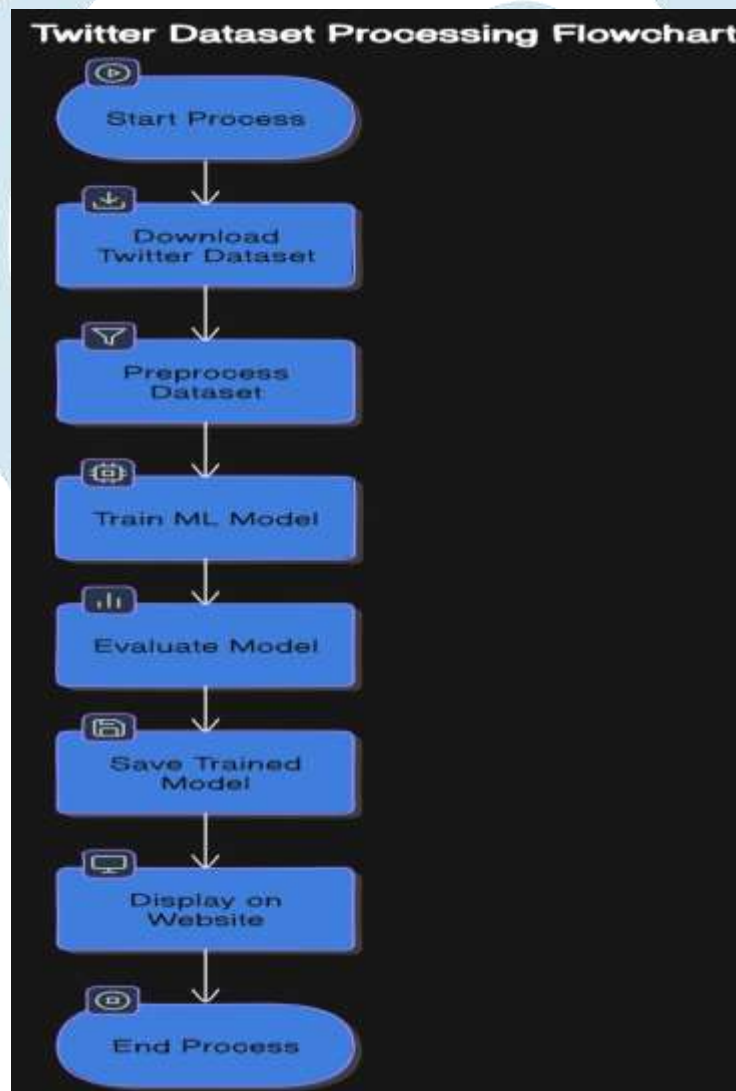 Twitter Dataset Processing Flowchart
Start Process
Download
Twitter Dataset
Preprocess
Dataset
Train ML Model
Evaluate Model
Save Trained
Model
Display on
Website
End Process